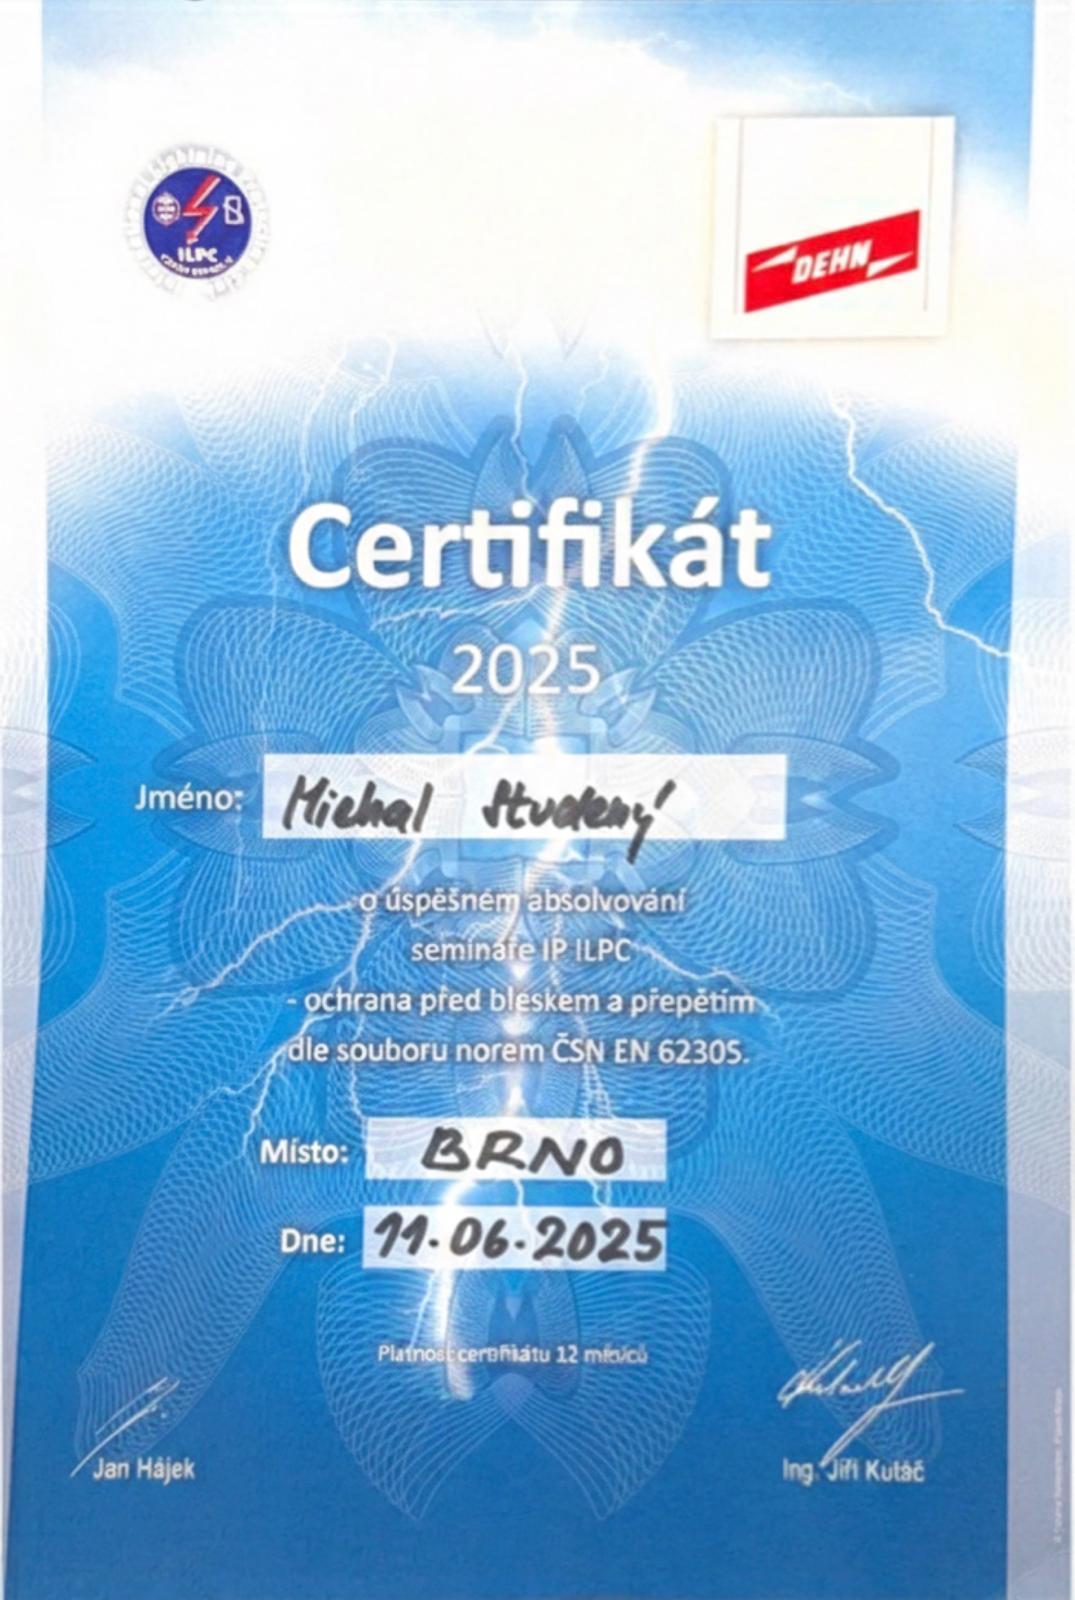 ILPC
DEHN
Certifikát
2025
Jméno: Michal Studený
o úspěšném absolvování
semináře IP ILPC
- ochrana před bleskem a přepětím
dle souboru norem ČSN EN 62305.
Místo: BRNO
Dne: 11.06.2025
Platnost certifikátu 12 měsíců
Jan Hájek
Ing. Jiří Kutáč